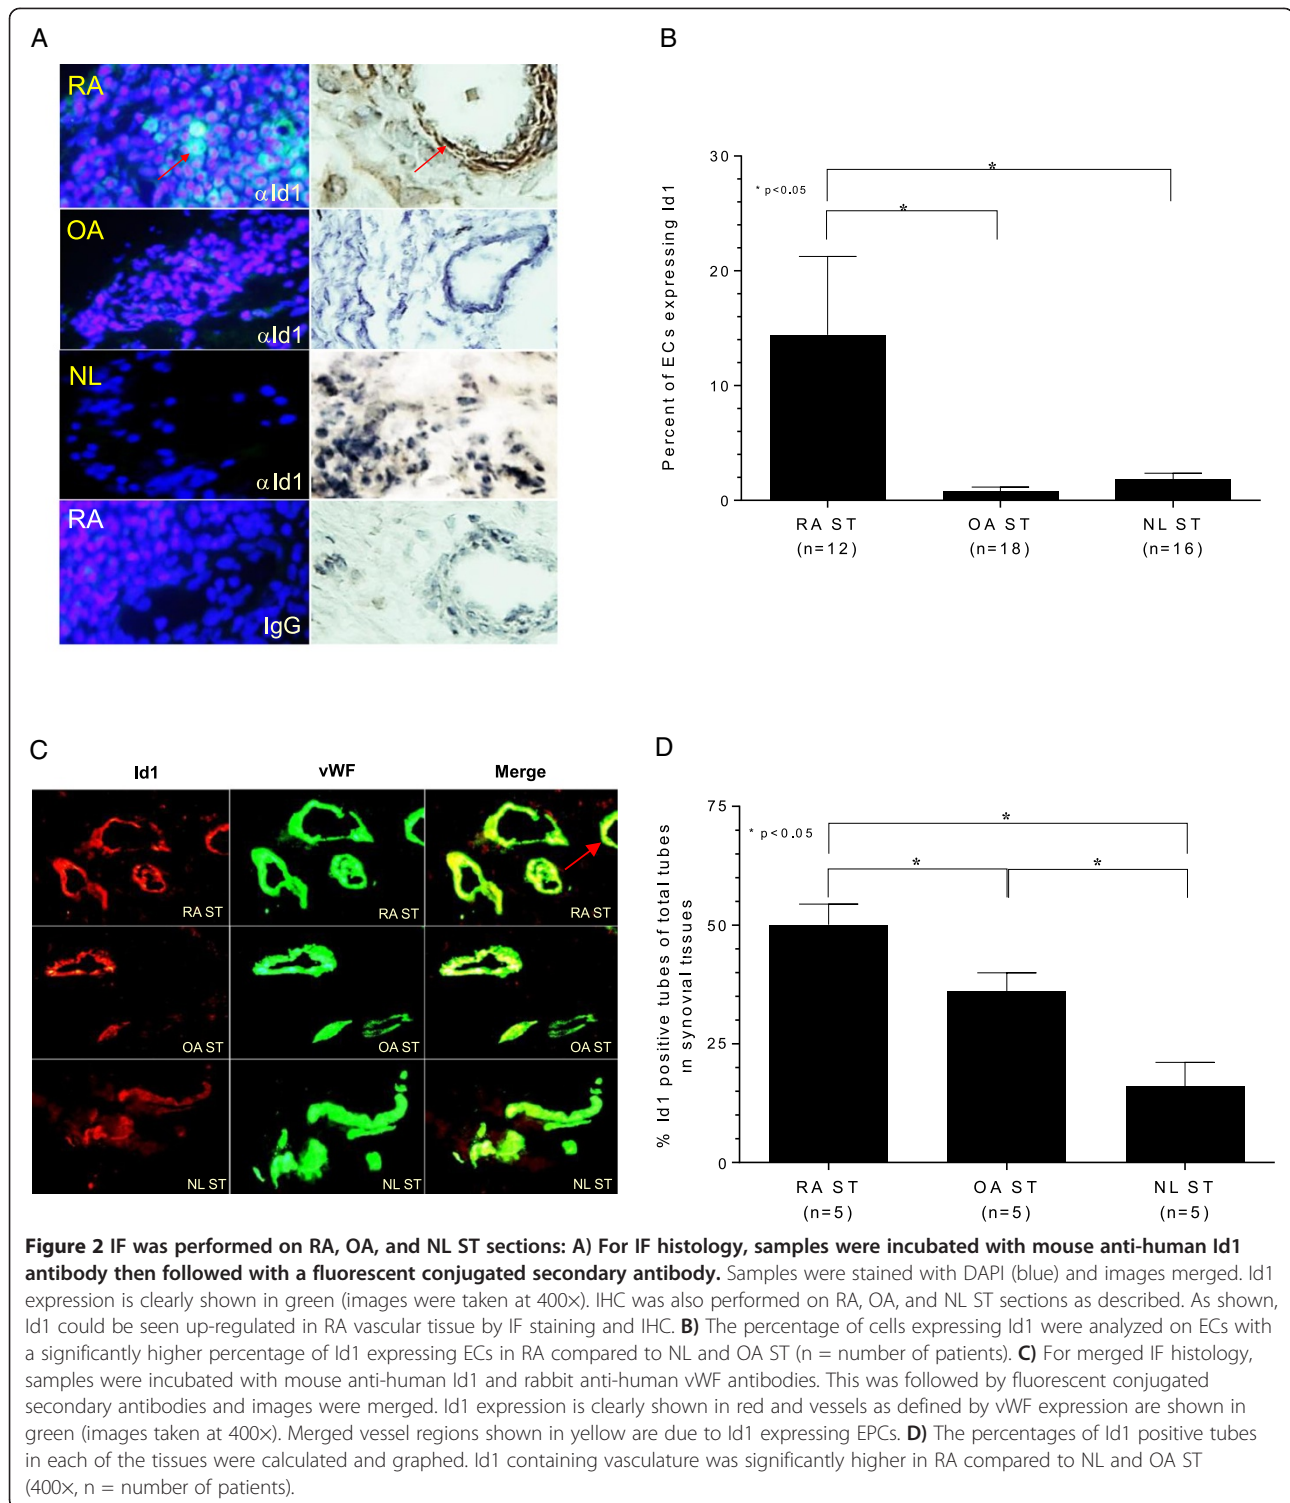 A
RA
αId1
OA
αId1
NL
αId1
RA
IgG
B
Percent of ECs expressing Id1
30
20
10
0
* p<0.05
*
*
RA ST
(n=12)
OA ST
(n=18)
NL ST
(n=16)
C
Id1
vWF
Merge
RA ST
RA ST
RA ST
OA ST
OA ST
OA ST
NL ST
NL ST
NL ST
D
% Id1 positive tubes of total tubes
in synovial tissues
75
50
25
0
* p<0.05
*
*
*
RA ST
(n=5)
OA ST
(n=5)
NL ST
(n=5)
Figure 2 IF was performed on RA, OA, and NL ST sections: A) For IF histology, samples were incubated with mouse anti-human Id1
antibody then followed with a fluorescent conjugated secondary antibody. Samples were stained with DAPI (blue) and images merged. Id1
expression is clearly shown in green (images were taken at 400×). IHC was also performed on RA, OA, and NL ST sections as described. As shown,
Id1 could be seen up-regulated in RA vascular tissue by IF staining and IHC. B) The percentage of cells expressing Id1 were analyzed on ECs with
a significantly higher percentage of Id1 expressing ECs in RA compared to NL and OA ST (n = number of patients). C) For merged IF histology,
samples were incubated with mouse anti-human Id1 and rabbit anti-human vWF antibodies. This was followed by fluorescent conjugated
secondary antibodies and images were merged. Id1 expression is clearly shown in red and vessels as defined by vWF expression are shown in
green (images taken at 400×). Merged vessel regions shown in yellow are due to Id1 expressing EPCs. D) The percentages of Id1 positive tubes
in each of the tissues were calculated and graphed. Id1 containing vasculature was significantly higher in RA compared to NL and OA ST
(400×, n = number of patients).